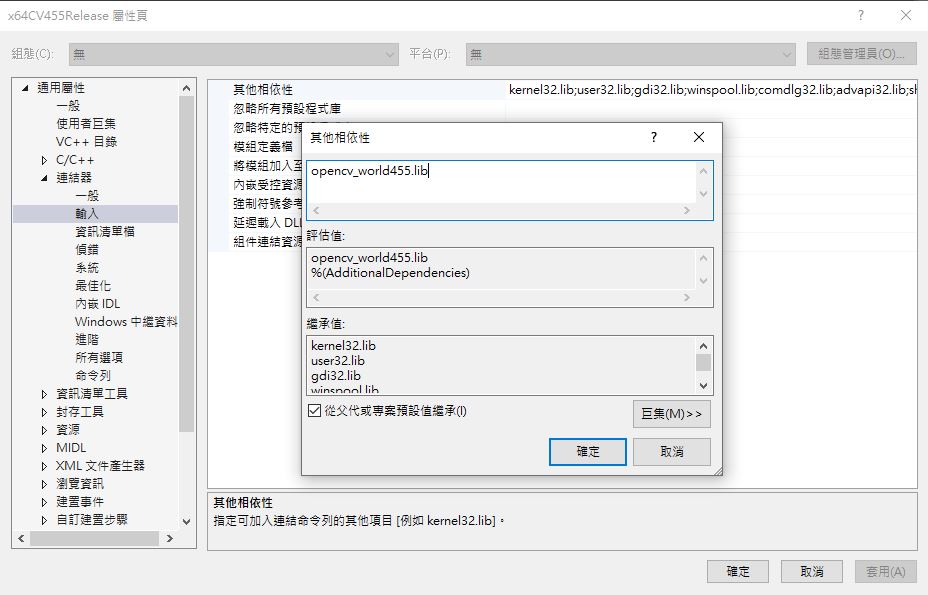 x64CV455Release 屬性頁
組態(C): 無 平台(P): 無 組態管理員(O)...
通用屬性
一般
使用者巨集
VC++ 目錄
C/C++
連結器
一般
輸入
資訊清單檔
偵錯
系統
最佳化
內嵌 IDL
Windows 中繼資料
進階
所有選項
命令列
資訊清單工具
封存工具
資源
MIDL
XML 文件產生器
瀏覽資訊
建置事件
自訂建置步驟
其他相依性 kernel32.lib;user32.lib;gdi32.lib;winspool.lib;comdlg32.lib;advapi32.lib;sh
忽略所有預設程式庫
忽略特定的預設
模組定義檔
將模組加入至
內嵌受控資源
強制符號參考
延遲載入 DLL
組件連結資源
其他相依性
opencv_world455.lib
評估值:
opencv_world455.lib
%(AdditionalDependencies)
繼承值:
kernel32.lib
user32.lib
gdi32.lib
winspool.lib
從父代或專案預設值繼承(I)
巨集(M)>>
確定 取消
其他相依性
指定可加入連結命令列的其他項目 [例如 kernel32.lib]。
確定 取消 套用(A)